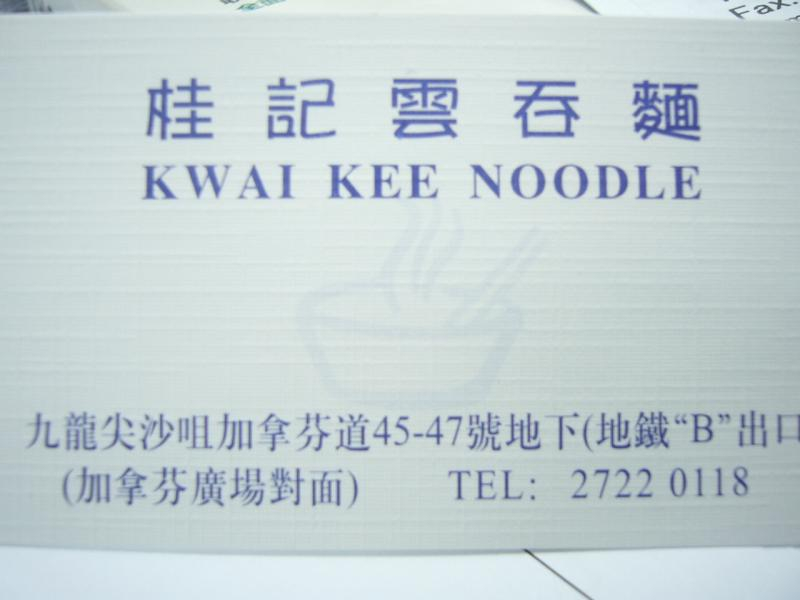 Fax.
桂記雲吞麵
KWAI KEE NOODLE
九龍尖沙咀加拿芬道45-47號地下(地鐵“B”出口
(加拿芬廣場對面) TEL: 2722 0118